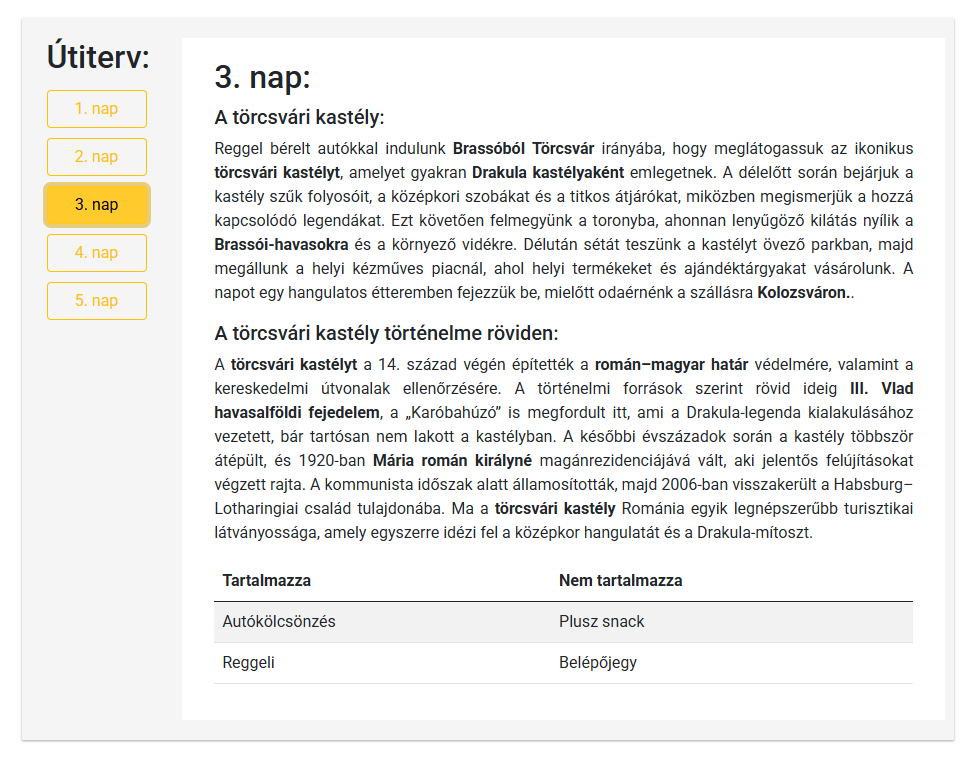 Útiterv:
1. nap
2. nap
3. nap
4. nap
5. nap
3. nap:
A törcsvári kastély:
Reggel bérelt autókkal indulunk Brassóból Törcsvár irányába, hogy meglátogassuk az ikonikus
törcsvári kastélyt, amelyet gyakran Drakula kastélyaként emlegetnek. A délelőtt során bejárjuk a
kastély szűk folyosóit, a középkori szobákat és a titkos átjárókat, miközben megismerjük a hozzá
kapcsolódó legendákat. Ezt követően felmegyünk a toronyba, ahonnan lenyűgöző kilátás nyílik a
Brassói-havasokra és a környező vidékre. Délután sétát teszünk a kastélyt övező parkban, majd
megállunk a helyi kézműves piacnál, ahol helyi termékeket és ajándéktárgyakat vásárolunk. A
napot egy hangulatos étteremben fejezzük be, mielőtt odaérnénk a szállásra Kolozsváron..
A törcsvári kastély történelme röviden:
A törcsvári kastélyt a 14. század végén építették a román–magyar határ védelmére, valamint a
kereskedelmi útvonalak ellenőrzésére. A történelmi források szerint rövid ideig III. Vlad
havasalföldi fejedelem, a „Karóbahúzó” is megfordult itt, ami a Drakula-legenda kialakulásához
vezetett, bár tartósan nem lakott a kastélyban. A későbbi évszázadok során a kastély többször
átépült, és 1920-ban Mária román királyné magánrezidenciájává vált, aki jelentős felújításokat
végzett rajta. A kommunista időszak alatt államosították, majd 2006-ban visszakerült a Habsburg–
Lotharingiai család tulajdonába. Ma a törcsvári kastély Románia egyik legnépszerűbb turisztikai
látványossága, amely egyszerre idézi fel a középkor hangulatát és a Drakula-mítoszt.
Tartalmazza Nem tartalmazza
Autókölcsönzés Plusz snack
Reggeli Belépőjegy